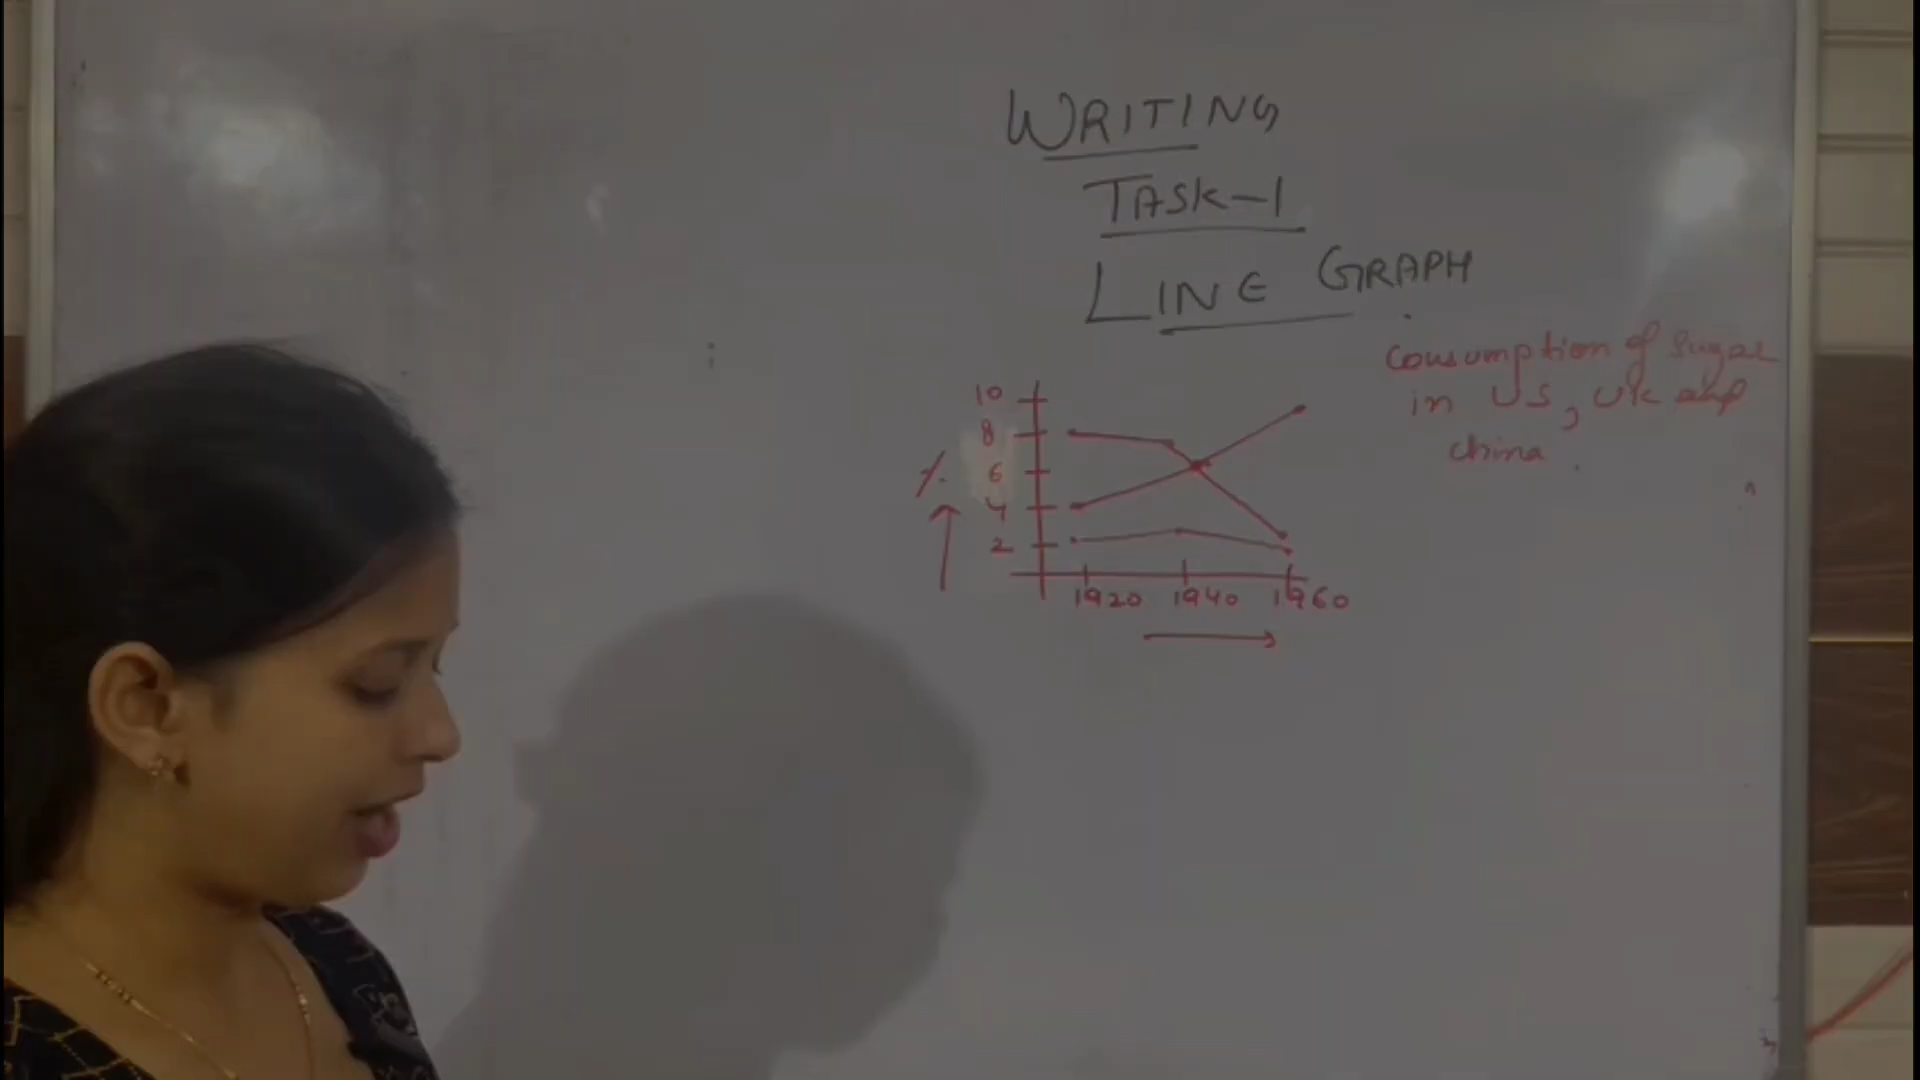 WRITING
TASK-1
LINE GRAPH
Consumption of Sugar
in US, UK and
China.
10
8
%. 6
4
2
1920 1940 1960